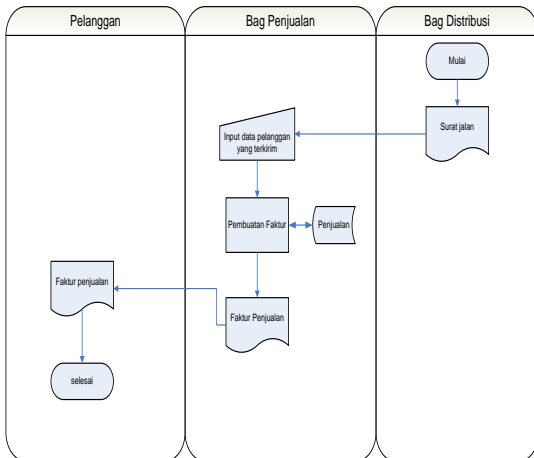 Pelanggan
Bag Penjualan
Bag Distribusi
Mulai
Surat jalan
Input data pelanggan
yang terkirim
Pembuatan Faktur
Penjualan
Faktur penjualan
Faktur Penjualan
selesai